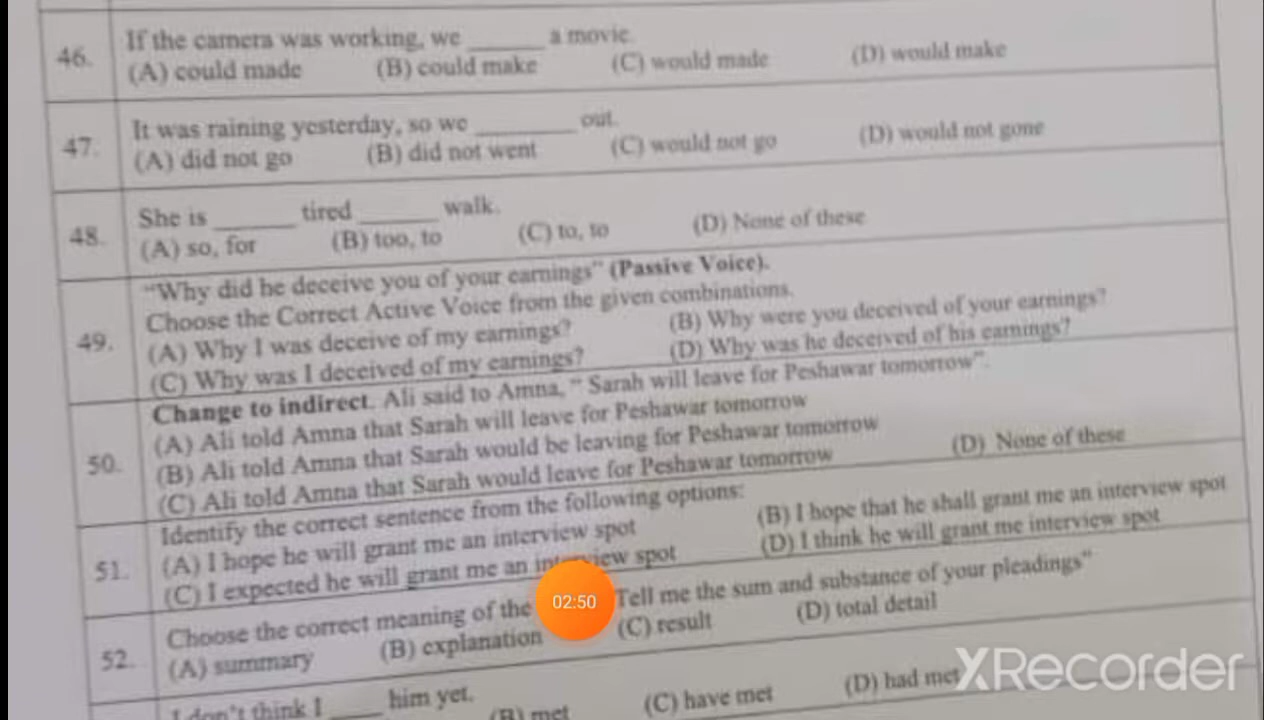 46. If the camera was working, we ______ a movie.
(A) could made (B) could make (C) would made (D) would make
47. It was raining yesterday, so we ________ out.
(A) did not go (B) did not went (C) would not go (D) would not gone
48. She is ______ tired ______ walk.
(A) so, for (B) too, to (C) to, to (D) None of these
"Why did he deceive you of your earnings" (Passive Voice).
Choose the Correct Active Voice from the given combinations.
49. (A) Why I was deceive of my earnings? (B) Why were you deceived of your earnings?
(C) Why was I deceived of my earnings? (D) Why was he deceived of his earnings?
Change to indirect. Ali said to Amna, " Sarah will leave for Peshawar tomorrow".
(A) Ali told Amna that Sarah will leave for Peshawar tomorrow
50. (B) Ali told Amna that Sarah would be leaving for Peshawar tomorrow
(C) Ali told Amna that Sarah would leave for Peshawar tomorrow (D) None of these
Identify the correct sentence from the following options:
51. (A) I hope he will grant me an interview spot (B) I hope that he shall grant me an interview spot
(C) I expected he will grant me an interview spot (D) I think he will grant me interview spot
Choose the correct meaning of the Tell me the sum and substance of your pleadings"
52. (A) summary (B) explanation (C) result (D) total detail
I don't think I ____ him yet.
(B) met (C) have met (D) had met
02:50
XRecorder